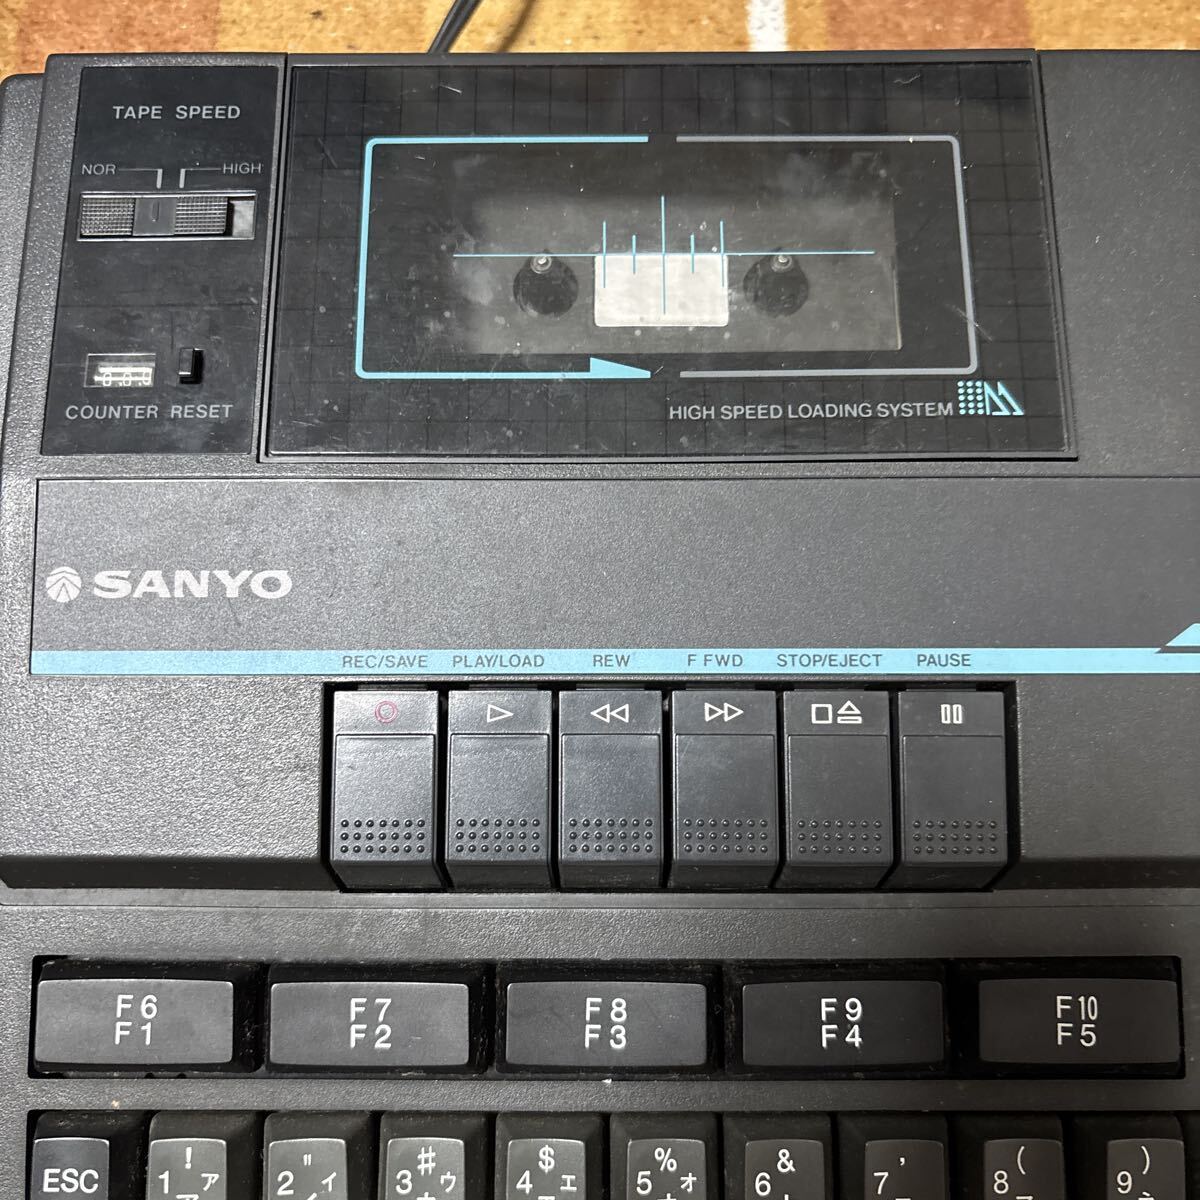 TAPE SPEED
NOR HIGH
COUNTER RESET
HIGH SPEED LOADING SYSTEM
SANYO
REC/SAVE PLAY/LOAD REW F FWD STOP/EJECT PAUSE
F6 F7 F8 F9 F10
F1 F2 F3 F4 F5
! " # $ % & ' ( )
ESC 1ア 2イ 3ウ 4エ 5オ 6 7 8 9